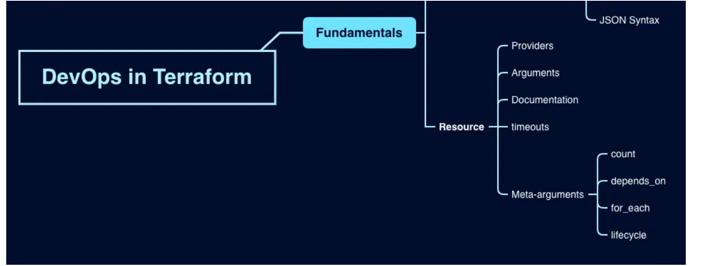 DevOps in Terraform
Fundamentals
JSON Syntax
Resource
Providers
Arguments
Documentation
timeouts
Meta-arguments
count
depends_on
for_each
lifecycle